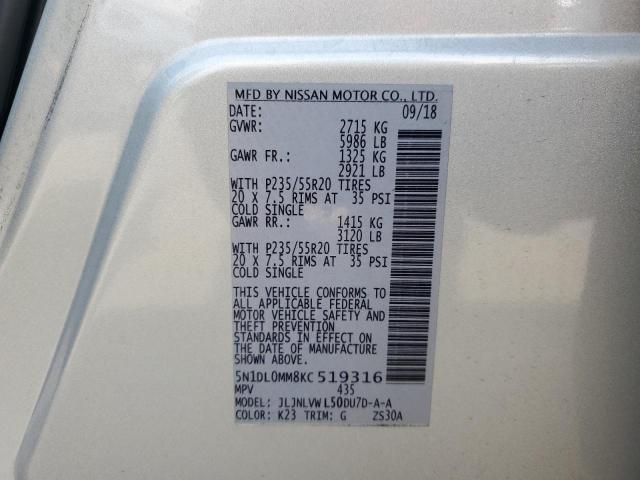 MFD BY NISSAN MOTOR CO., LTD.
DATE: 09/18
GVWR: 2715 KG
5986 LB
GAWR FR.: 1325 KG
2921 LB
WITH P235/55R20 TIRES
20 X 7.5 RIMS AT 35 PSI
COLD SINGLE
GAWR RR.: 1415 KG
3120 LB
WITH P235/55R20 TIRES
20 X 7.5 RIMS AT 35 PSI
COLD SINGLE
THIS VEHICLE CONFORMS TO
ALL APPLICABLE FEDERAL
MOTOR VEHICLE SAFETY AND
THEFT PREVENTION
STANDARDS IN EFFECT ON
THE DATE OF MANUFACTURE
SHOWN ABOVE.
5N1DL0MM8KC519316
MPV 435
MODEL: JLJNLVWL50DU7D-A-A
COLOR: K23 TRIM: G ZS30A